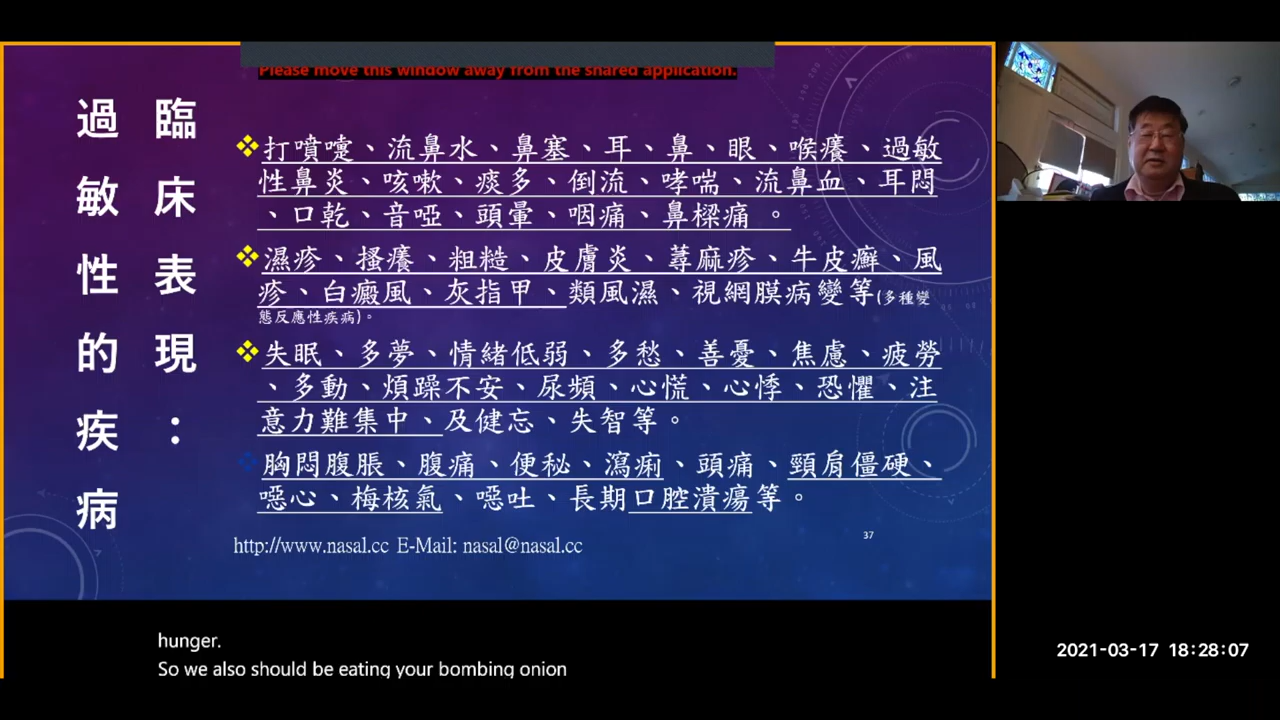 Please move this window away from the shared application.
臨床表現：
過敏性的疾病
打噴嚏、流鼻水、鼻塞、耳、鼻、眼、喉癢、過敏
性鼻炎、咳嗽、痰多、倒流、哮喘、流鼻血、耳悶
、口乾、音啞、頭暈、咽痛、鼻樑痛 。
濕疹、搔癢、粗糙、皮膚炎、蕁麻疹、牛皮癬、風
疹、白癜風、灰指甲、類風濕、視網膜病變等(多種變
態反應性疾病)。
失眠、多夢、情緒低弱、多愁、善憂、焦慮、疲勞
、多動、煩躁不安、尿頻、心慌、心悸、恐懼、注
意力難集中、及健忘、失智等。
胸悶腹脹、腹痛、便秘、瀉痢、頭痛、頸肩僵硬、
噁心、梅核氣、噁吐、長期口腔潰瘍等。
http://www.nasal.cc E-Mail: nasal@nasal.cc
37
hunger.
So we also should be eating your bombing onion
2021-03-17 18:28:07